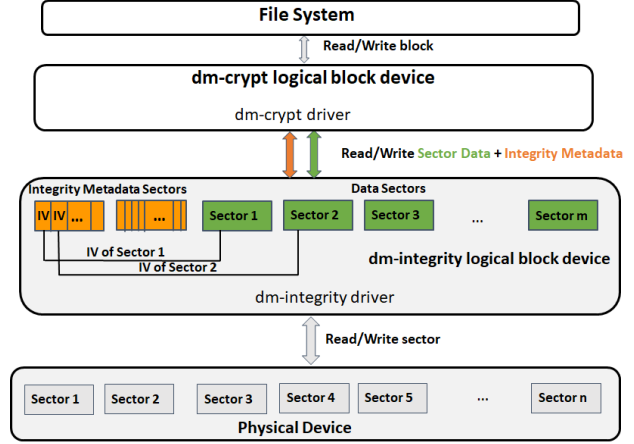 File System
Read/Write block
dm-crypt logical block device
dm-crypt driver
Read/Write Sector Data + Integrity Metadata
Integrity Metadata Sectors
Data Sectors
IV IV ... ... Sector 1 Sector 2 Sector 3 ... Sector m
IV of Sector 1
IV of Sector 2
dm-integrity logical block device
dm-integrity driver
Read/Write sector
Sector 1 Sector 2 Sector 3 Sector 4 Sector 5 ... Sector n
Physical Device